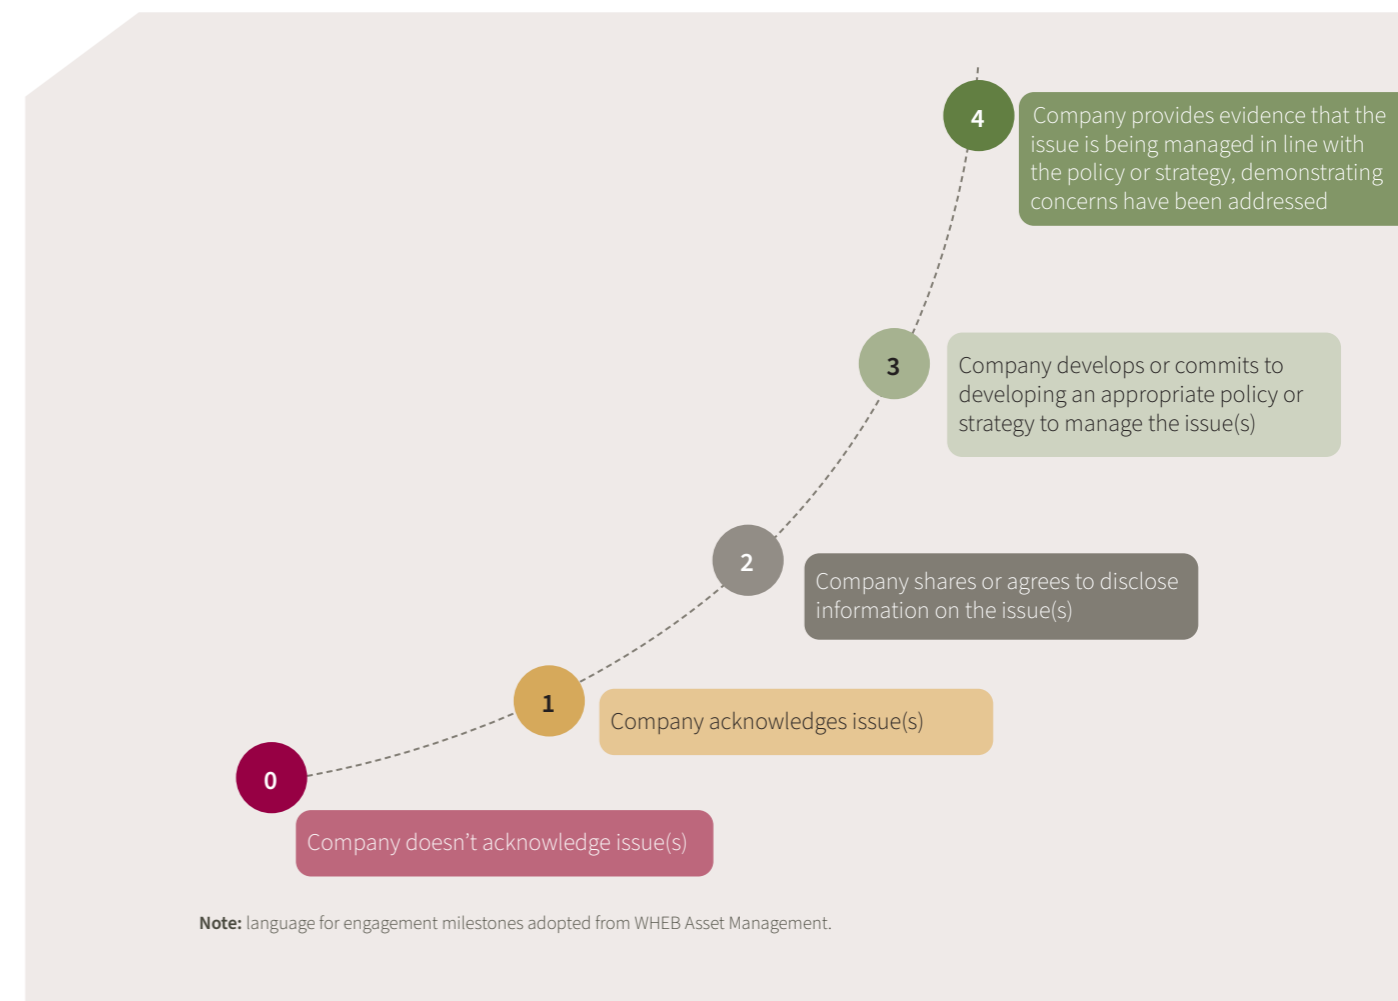 4
Company provides evidence that the
issue is being managed in line with
the policy or strategy, demonstrating
concerns have been addressed
3
Company develops or commits to
developing an appropriate policy or
strategy to manage the issue(s)
2
Company shares or agrees to disclose
information on the issue(s)
1
Company acknowledges issue(s)
0
Company doesn’t acknowledge issue(s)
Note: language for engagement milestones adopted from WHEB Asset Management.